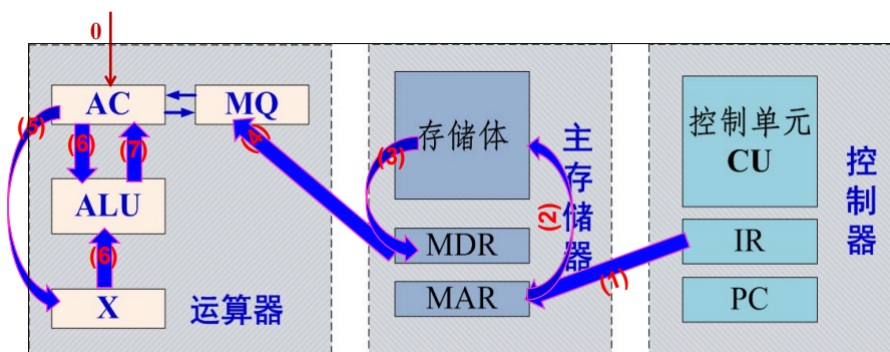 0
AC
MQ
(5)
(6)
(7)
(4)
ALU
(6)
X
运算器
存储体
(3)
(2)
主存储器
MDR
MAR
(1)
控制单元
CU
控制器
IR
PC